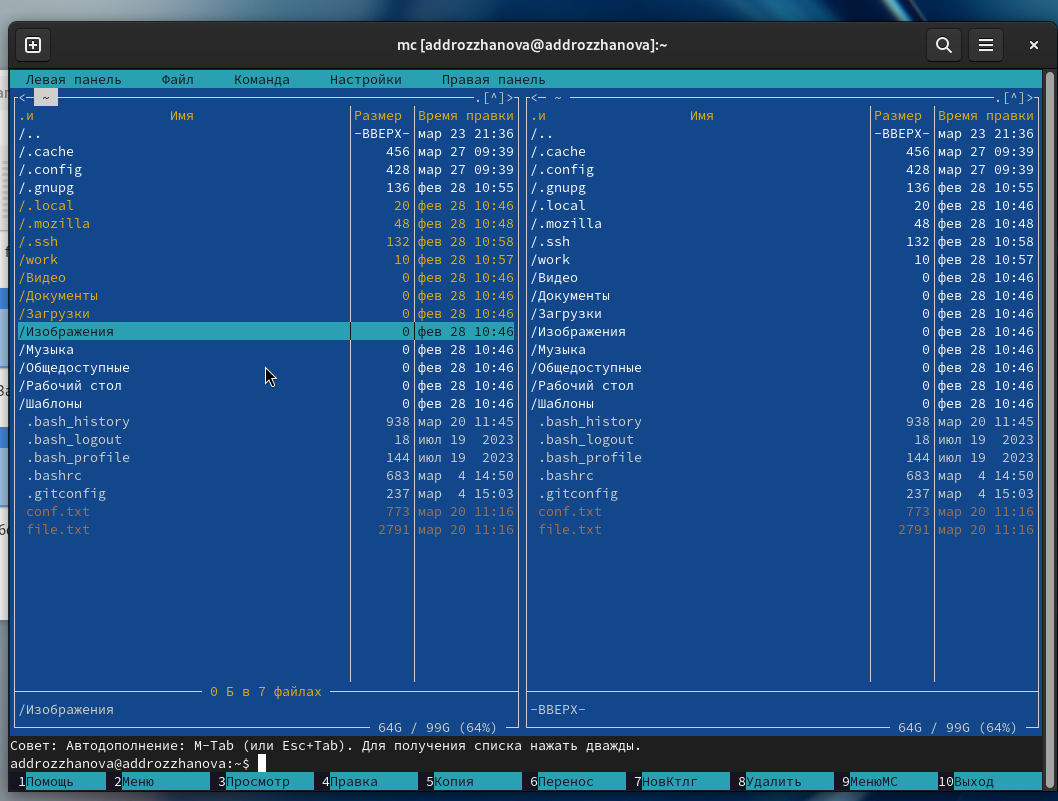 mc [addrozzhanova@addrozzhanova]:~
Левая панель Файл Команда Настройки Правая панель
<─ ~ .[^]> <─ ~ .[^]>
.и Имя Размер Время правки .и Имя Размер Время правки
/.. -ВВЕРХ- мар 23 21:36 /.. -ВВЕРХ- мар 23 21:36
/.cache 456 мар 27 09:39 /.cache 456 мар 27 09:39
/.config 428 мар 27 09:39 /.config 428 мар 27 09:39
/.gnupg 136 фев 28 10:55 /.gnupg 136 фев 28 10:55
/.local 20 фев 28 10:46 /.local 20 фев 28 10:46
/.mozilla 48 фев 28 10:48 /.mozilla 48 фев 28 10:48
/.ssh 132 фев 28 10:58 /.ssh 132 фев 28 10:58
/work 10 фев 28 10:57 /work 10 фев 28 10:57
/Видео 0 фев 28 10:46 /Видео 0 фев 28 10:46
/Документы 0 фев 28 10:46 /Документы 0 фев 28 10:46
/Загрузки 0 фев 28 10:46 /Загрузки 0 фев 28 10:46
/Изображения 0 фев 28 10:46 /Изображения 0 фев 28 10:46
/Музыка 0 фев 28 10:46 /Музыка 0 фев 28 10:46
/Общедоступные 0 фев 28 10:46 /Общедоступные 0 фев 28 10:46
/Рабочий стол 0 фев 28 10:46 /Рабочий стол 0 фев 28 10:46
/Шаблоны 0 фев 28 10:46 /Шаблоны 0 фев 28 10:46
.bash_history 938 мар 20 11:45 .bash_history 938 мар 20 11:45
.bash_logout 18 июл 19 2023 .bash_logout 18 июл 19 2023
.bash_profile 144 июл 19 2023 .bash_profile 144 июл 19 2023
.bashrc 683 мар 4 14:50 .bashrc 683 мар 4 14:50
.gitconfig 237 мар 4 15:03 .gitconfig 237 мар 4 15:03
conf.txt 773 мар 20 11:16 conf.txt 773 мар 20 11:16
file.txt 2791 мар 20 11:16 file.txt 2791 мар 20 11:16
0 Б в 7 файлах
/Изображения -ВВЕРХ-
64G / 99G (64%) 64G / 99G (64%)
Совет: Автодополнение: M-Tab (или Esc+Tab). Для получения списка нажать дважды.
addrozzhanova@addrozzhanova:~$
1Помощь 2Меню 3Просмотр 4Правка 5Копия 6Перенос 7НовКтлг 8Удалить 9МенюMC 10Выход